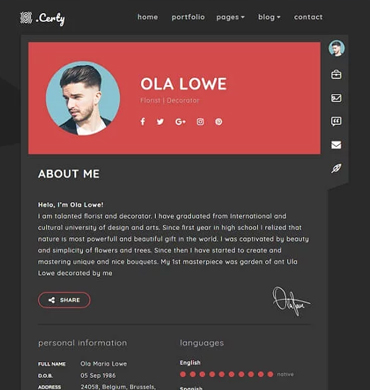 .Certy
home portfolio pages blog contact
OLA LOWE
Florist | Decorator
ABOUT ME
Helo, I'm Ola Lowe!
I am talanted florist and decorator. I have graduated from International and
cultural university of design and arts. Since first year in high school I relized that
nature is most powerfull and beautiful gift in the world. I was captivated by beauty
and simplicity of flowers and trees. Since then I have started to create and
mastering unique and nice bouquets. My 1st masterpiece was garden of ant Ula
Lowe decorated by me
SHARE
personal information
FULL NAME Ola Maria Lowe
D.O.B. 05 Sep 1986
ADDRESS 24058, Belgium, Brussels,
languages
English
native
Spanish